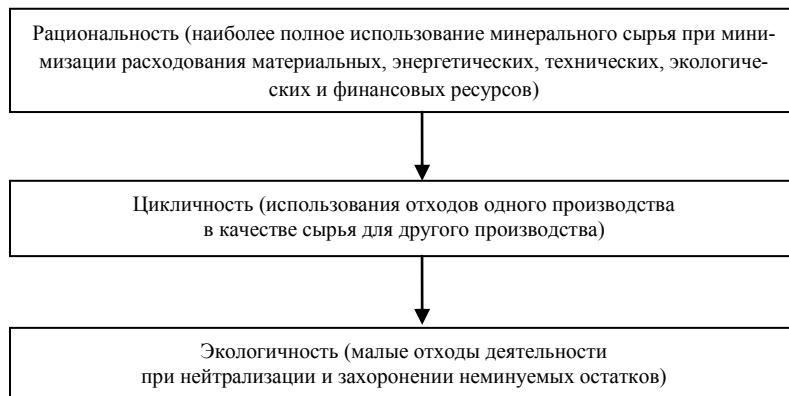 Рациональность (наиболее полное использование минерального сырья при мини-
мизации расходования материальных, энергетических, технических, экологиче-
ских и финансовых ресурсов)
Цикличность (использования отходов одного производства
в качестве сырья для другого производства)
Экологичность (малые отходы деятельности
при нейтрализации и захоронении неминуемых остатков)